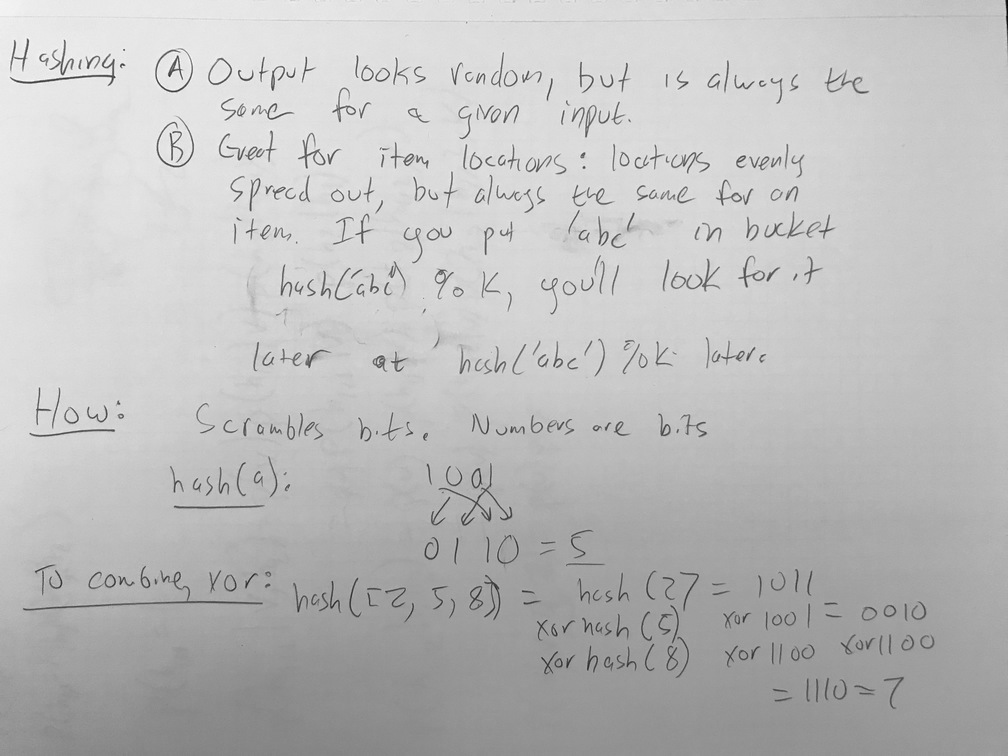 Hashing: Ⓐ Output looks random, but is always the
same for a given input.
Ⓑ Great for item locations: locations evenly
spread out, but always the same for an
item. If you put 'abc' in bucket
hash('abc') % K, you'll look for it
later at hash('abc') % K later.
How: Scrambles bits. Numbers are bits
hash(a): 1001
0110 = 5
To combine, xor: hash([2, 5, 8]) = hash(2) = 1011
xor hash(5) xor 1001 = 0010
xor hash(8) xor 1100 xor 1100
= 1110 = 7